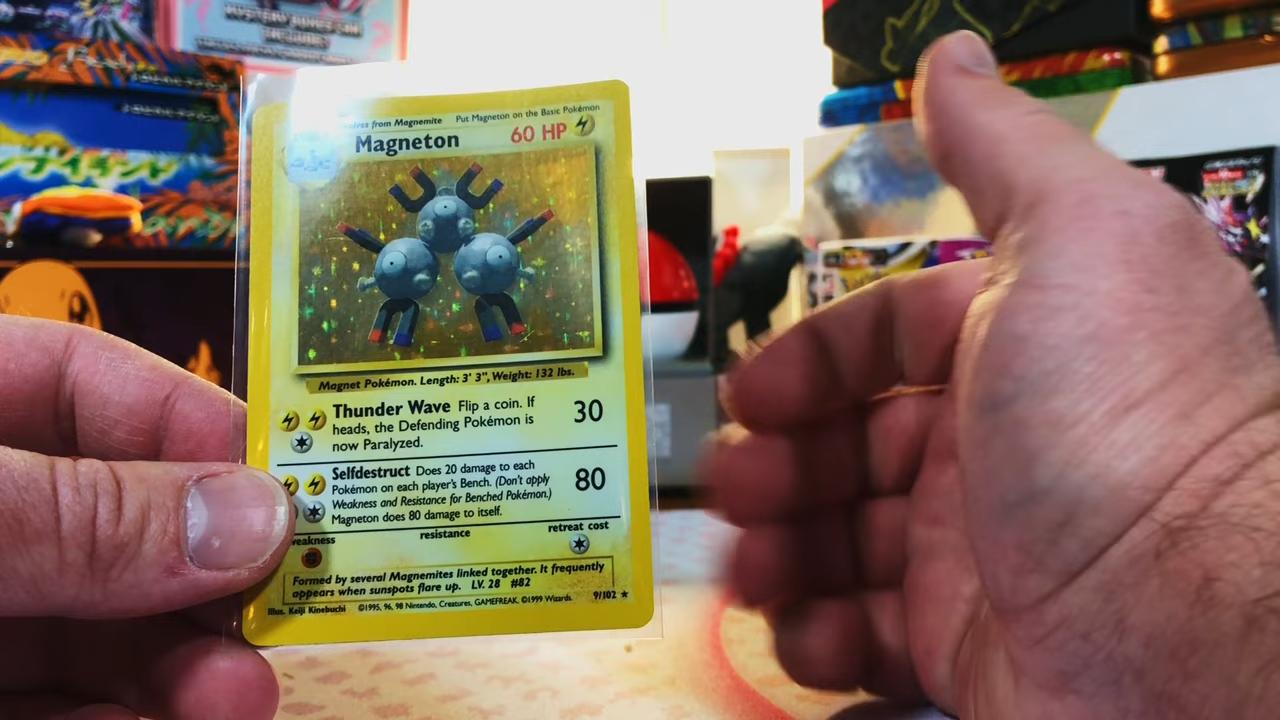 MYSTERY
volves from Magnemite Put Magneton on the Basic Pokémon
Magneton 60 HP
Magnet Pokémon. Length: 3' 3", Weight: 132 lbs.
Thunder Wave Flip a coin. If
heads, the Defending Pokémon is
now Paralyzed.
30
Selfdestruct Does 20 damage to each
Pokémon on each player's Bench. (Don't apply
Weakness and Resistance for Benched Pokémon.)
Magneton does 80 damage to itself.
80
weakness resistance retreat cost
Formed by several Magnemites linked together. It frequently
appears when sunspots flare up. LV. 28 #82
Illus. Keiji Kinebuchi ©1995, 96, 98 Nintendo, Creatures, GAMEFREAK. ©1999 Wizards. 9/102 ★